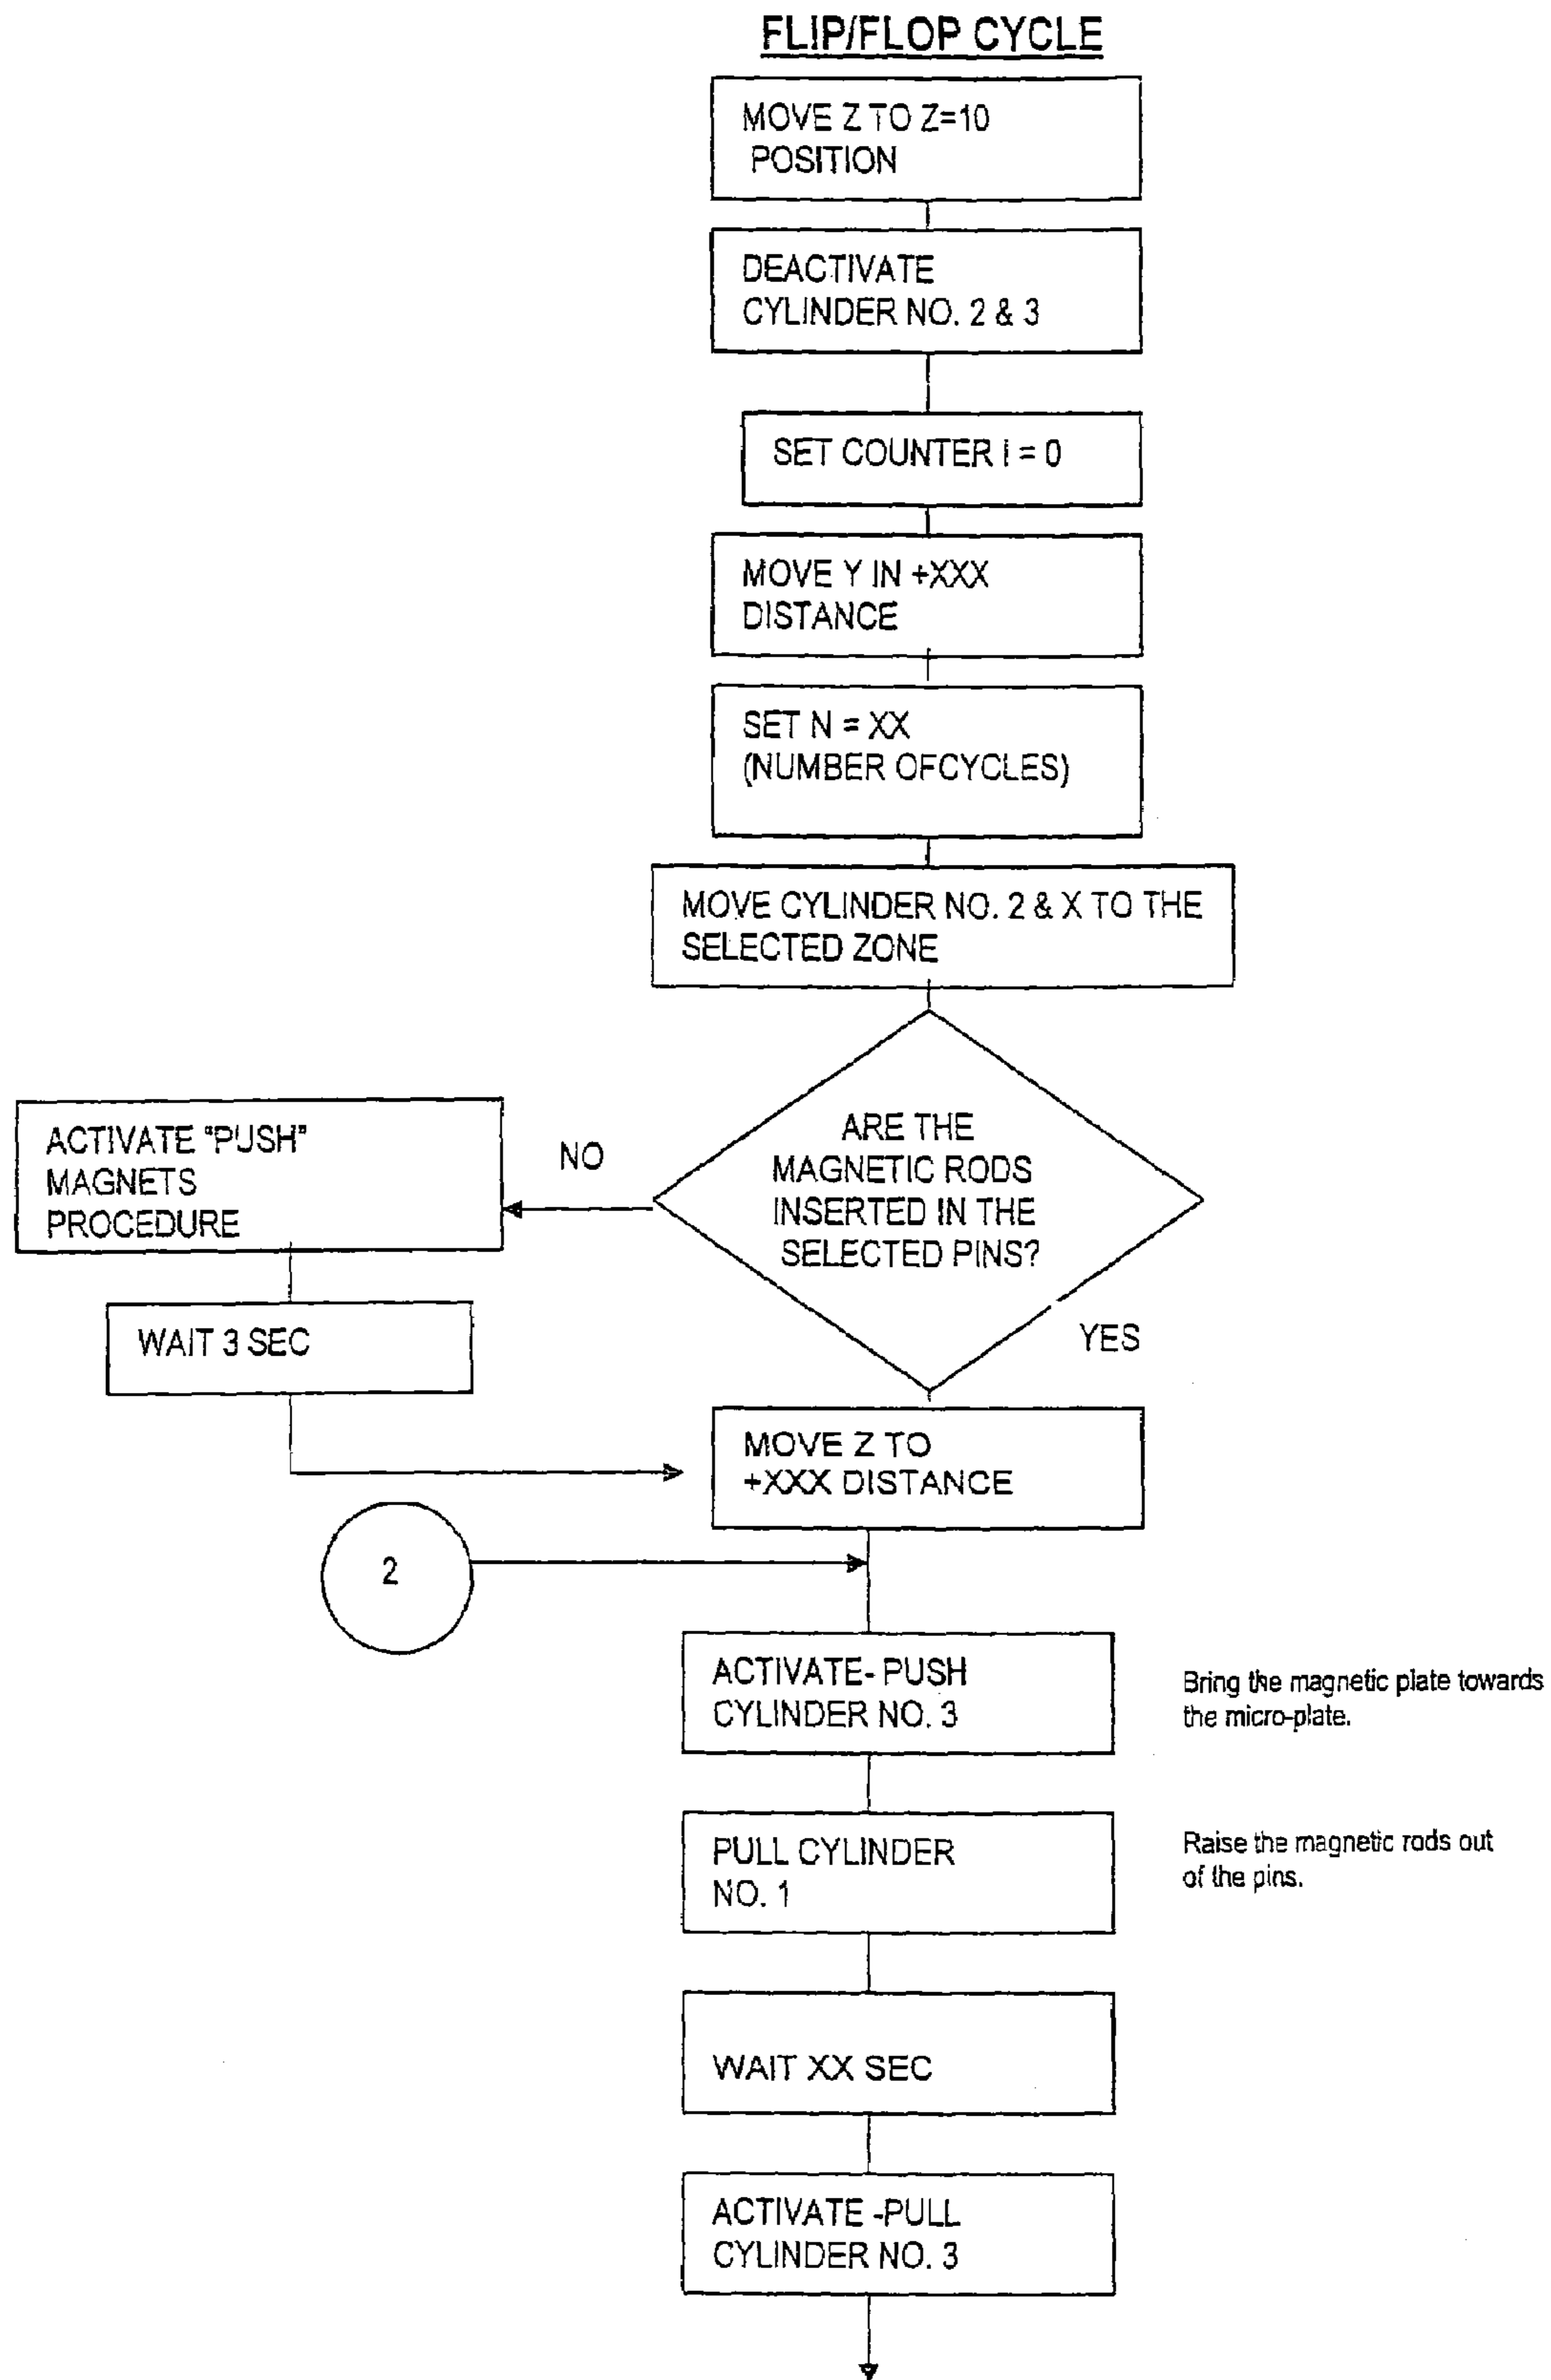 FLIP/FLOP CYCLE
MOVE Z TO Z=10
POSITION
DEACTIVATE
CYLINDER NO. 2 & 3
SET COUNTER I = 0
MOVE Y IN +XXX
DISTANCE
SET N = XX
(NUMBER OFCYCLES)
MOVE CYLINDER NO. 2 & X TO THE
SELECTED ZONE
ARE THE
MAGNETIC RODS
INSERTED IN THE
SELECTED PINS?
NO
ACTIVATE "PUSH"
MAGNETS
PROCEDURE
WAIT 3 SEC
YES
MOVE Z TO
+XXX DISTANCE
2
ACTIVATE- PUSH
CYLINDER NO. 3
Bring the magnetic plate towards
the micro-plate.
PULL CYLINDER
NO. 1
Raise the magnetic rods out
of the pins.
WAIT XX SEC
ACTIVATE -PULL
CYLINDER NO. 3